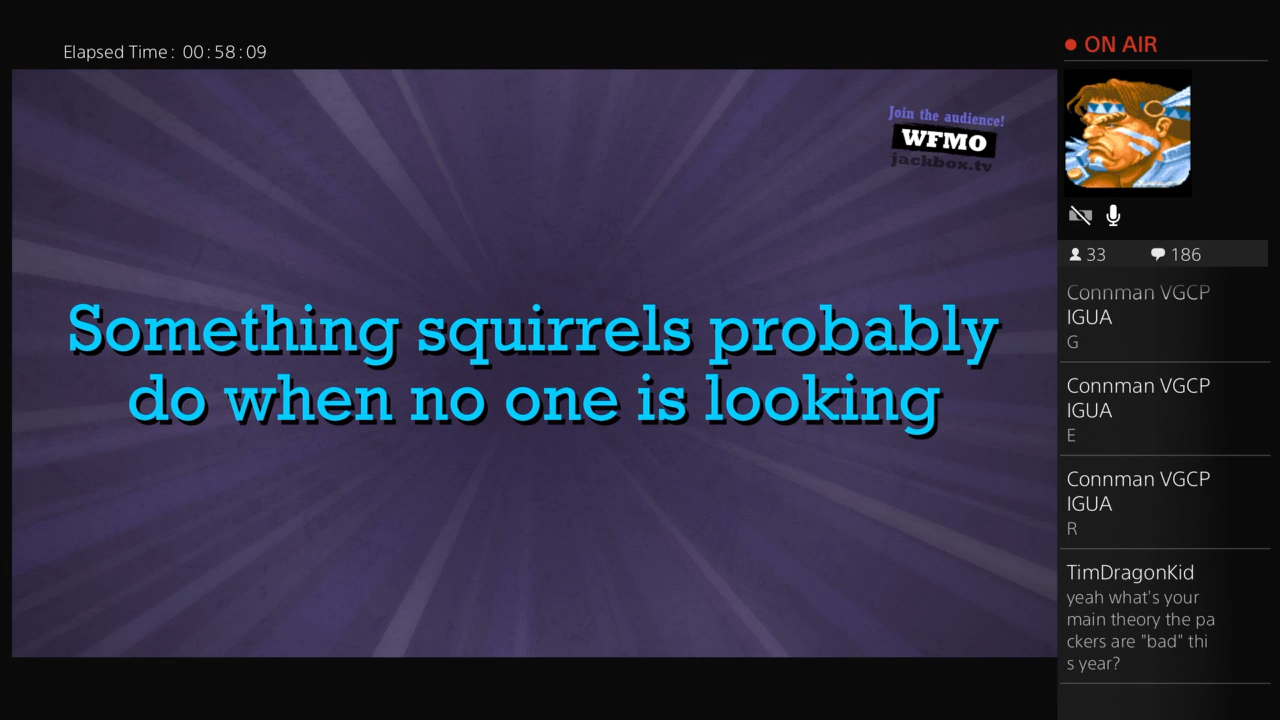 Elapsed Time: 00:58:09
ON AIR
Join the audience!
WFMO
jackbox.tv
Something squirrels probably
do when no one is looking
33 186
Connman VGCP
IGUA
G
Connman VGCP
IGUA
E
Connman VGCP
IGUA
R
TimDragonKid
yeah what's your
main theory the pa
ckers are "bad" thi
s year?